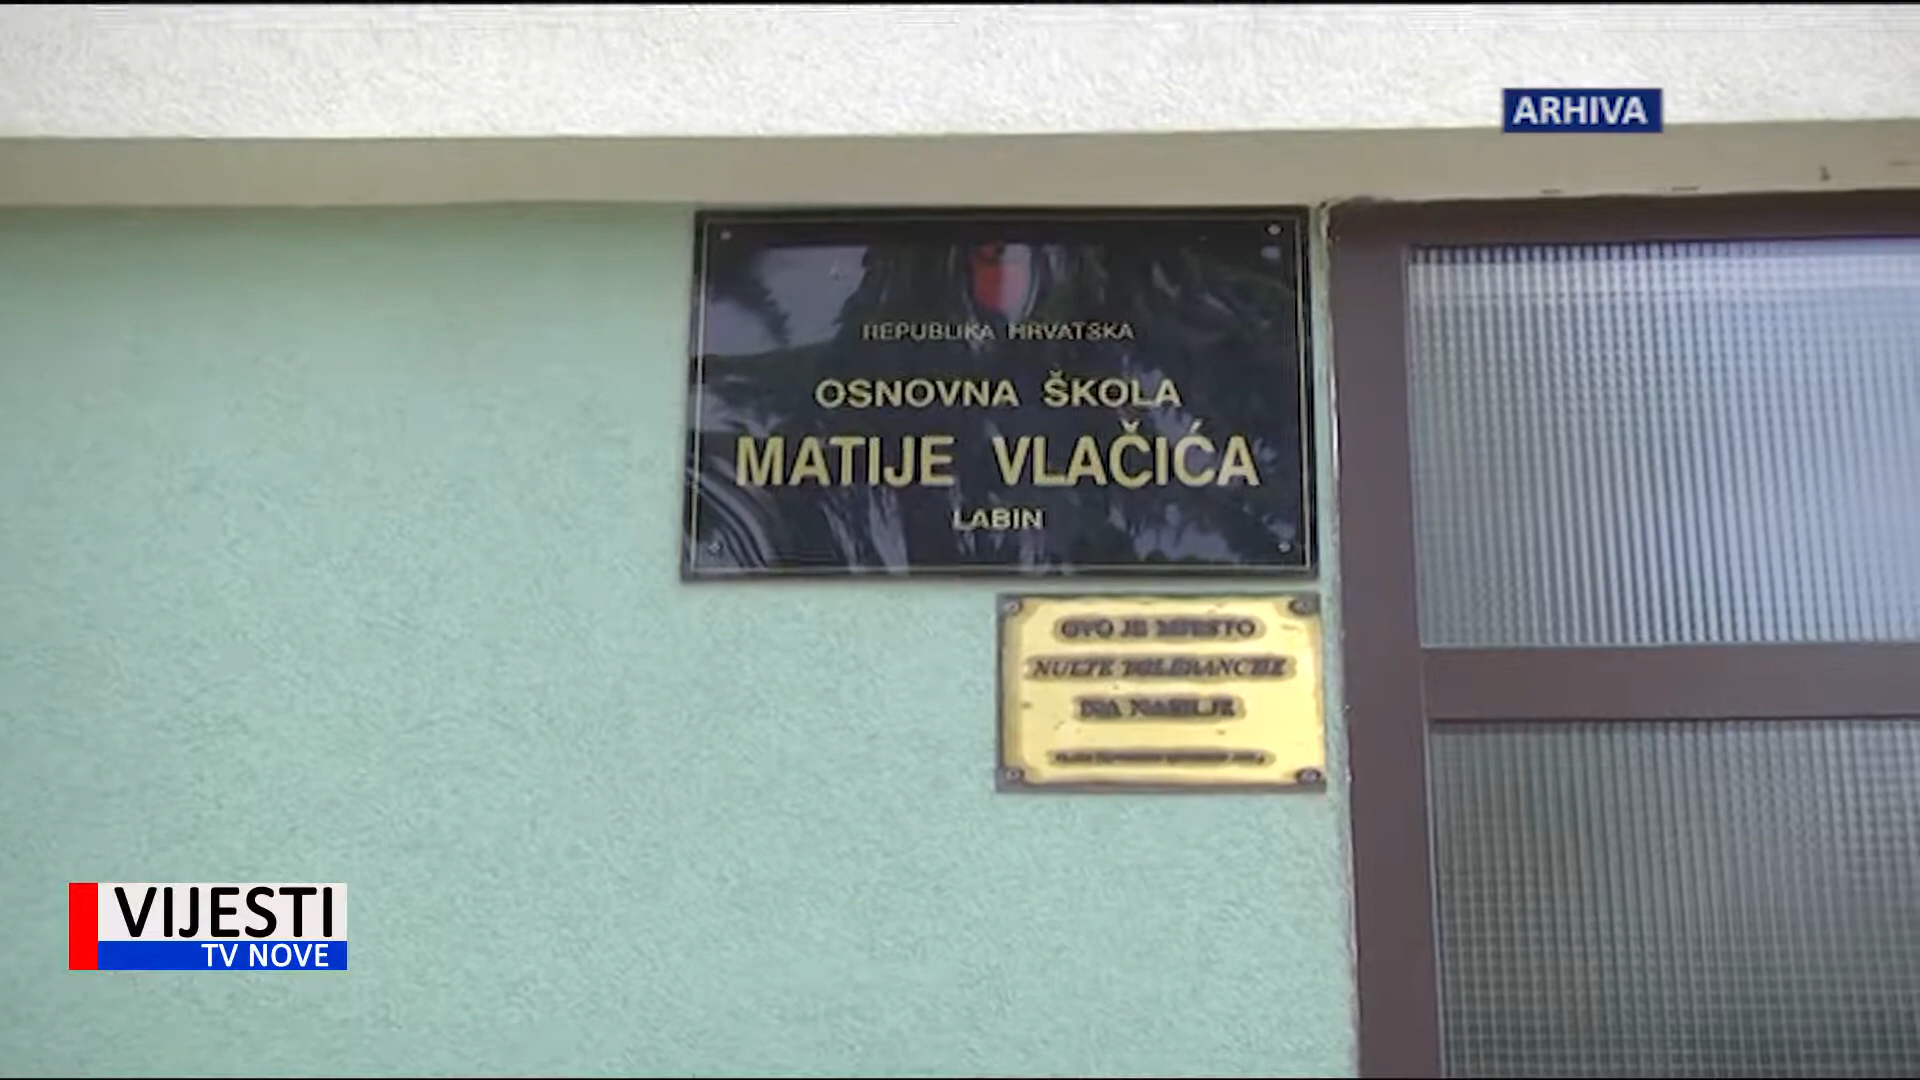 ARHIVA
REPUBLIKA HRVATSKA
OSNOVNA ŠKOLA
MATIJE VLAČIĆA
LABIN
OVO JE MJESTO
NULTE TOLERANCIJE
NA NASILJE
VIJESTI
TV NOVE